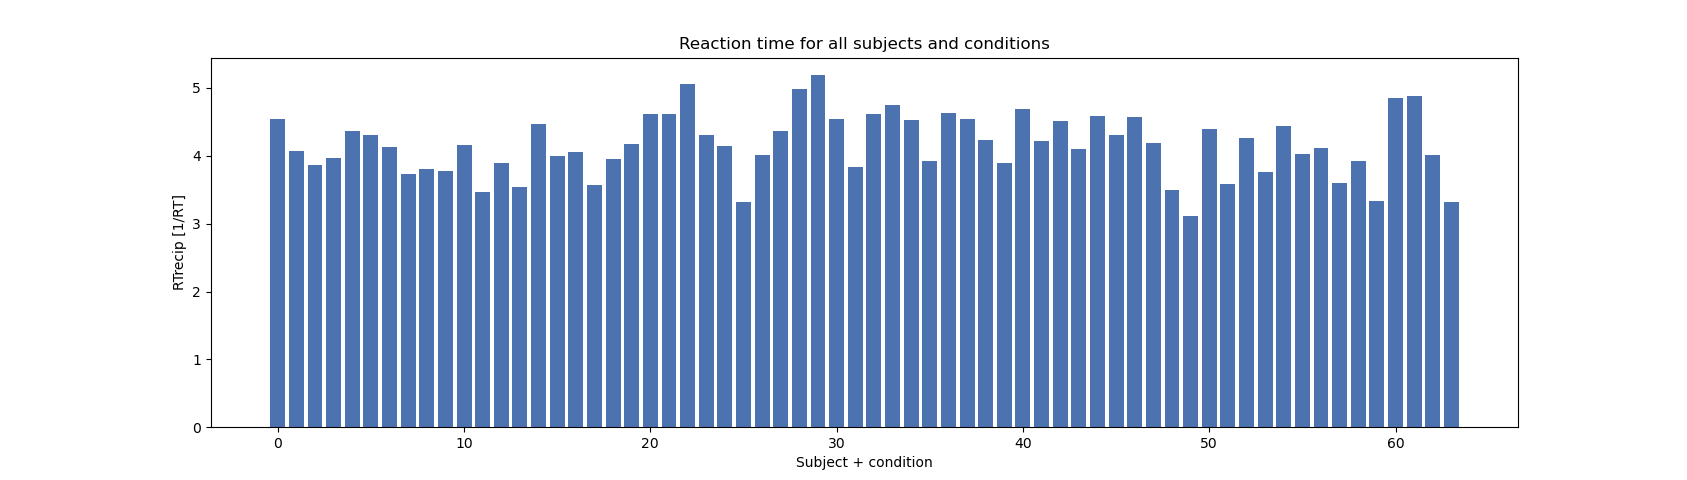 Reaction time for all subjects and conditions
RTrecip [1/RT]
5
4
3
2
1
0
0 10 20 30 40 50 60
Subject + condition